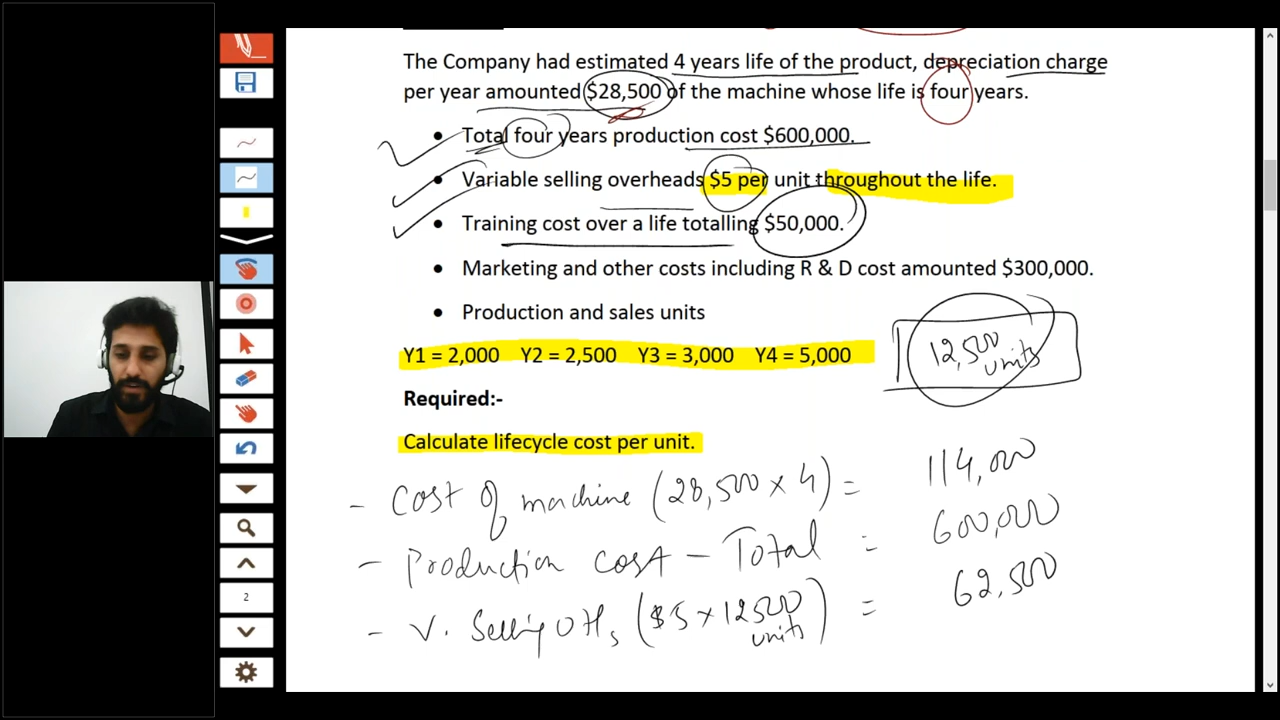 The Company had estimated 4 years life of the product, depreciation charge
per year amounted $28,500 of the machine whose life is four years.
• Total four years production cost $600,000.
• Variable selling overheads $5 per unit throughout the life.
• Training cost over a life totalling $50,000.
• Marketing and other costs including R & D cost amounted $300,000.
• Production and sales units
Y1 = 2,000 Y2 = 2,500 Y3 = 3,000 Y4 = 5,000
12,500
units
Required:-
Calculate lifecycle cost per unit.
- Cost of machine (28,500 x 4) = 114,000
- Production cost - Total = 600,000
- V. Selling OHs ($5 x 12500 units) = 62,500
2